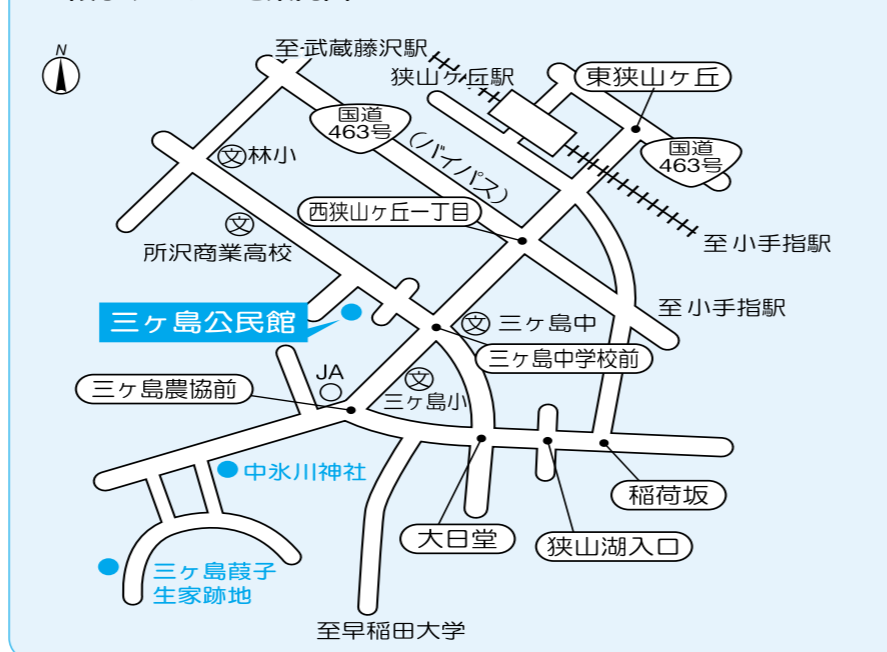 N
至武蔵藤沢駅
狭山ヶ丘駅
東狭山ヶ丘
国道
463号
(バイパス)
国道
463号
林小
文
文
西狭山ヶ丘一丁目
所沢商業高校
至小手指駅
至小手指駅
三ヶ島公民館
文
三ヶ島中
三ヶ島中学校前
JA
文
三ヶ島農協前
三ヶ島小
中氷川神社
稲荷坂
大日堂
狭山湖入口
三ヶ島葭子
生家跡地
至早稲田大学